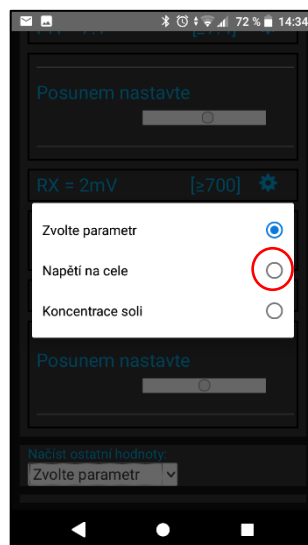 72 % 14:34
Posunem nastavte
RX = 2mV [≥700]
Zvolte parametr
Napětí na cele
Koncentrace soli
Posunem nastavte
Načíst ostatní hodnoty:
Zvolte parametr